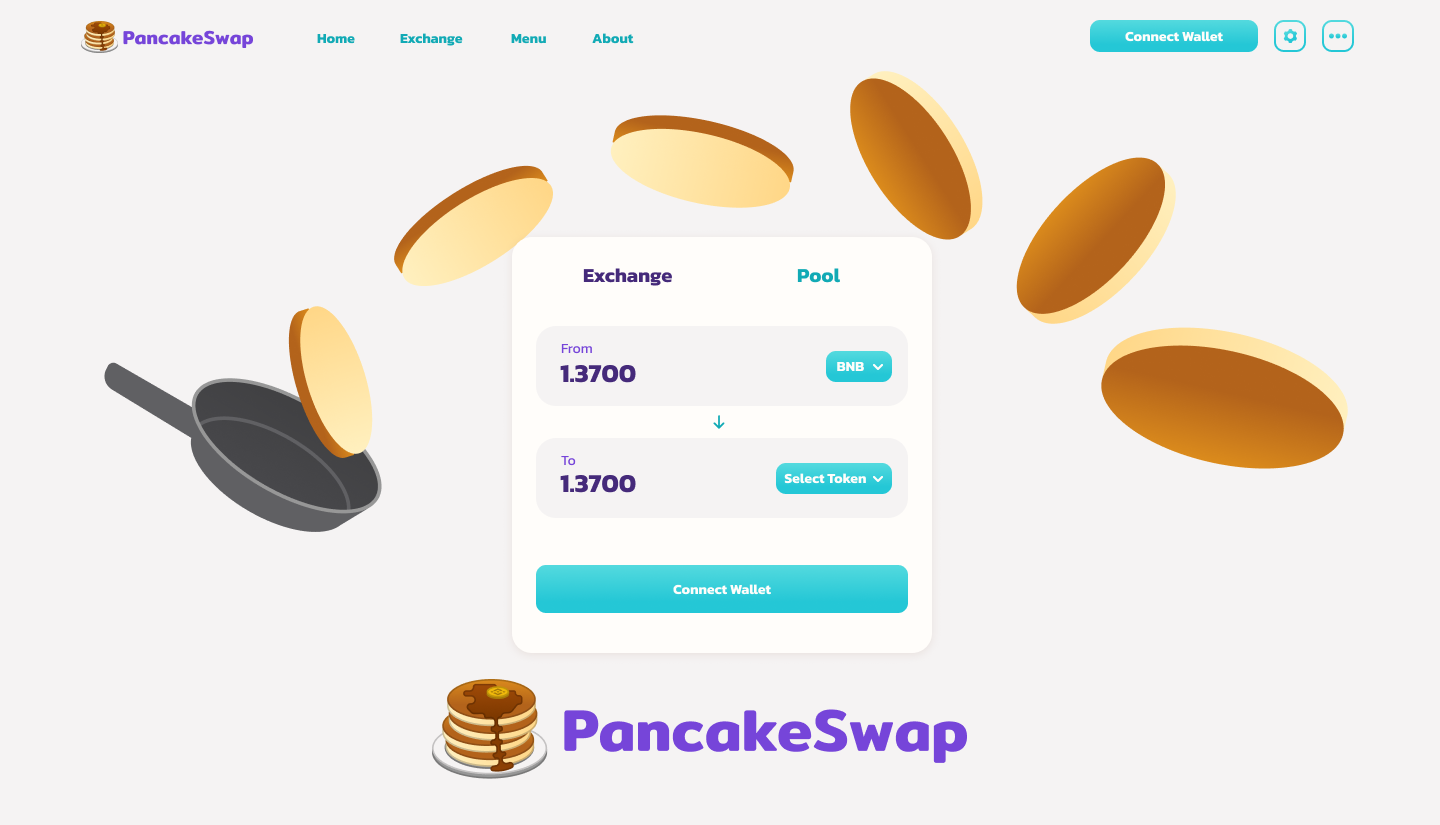 PancakeSwap Home Exchange Menu About Connect Wallet
Exchange Pool
From
1.3700 BNB
To
1.3700 Select Token
Connect Wallet
PancakeSwap